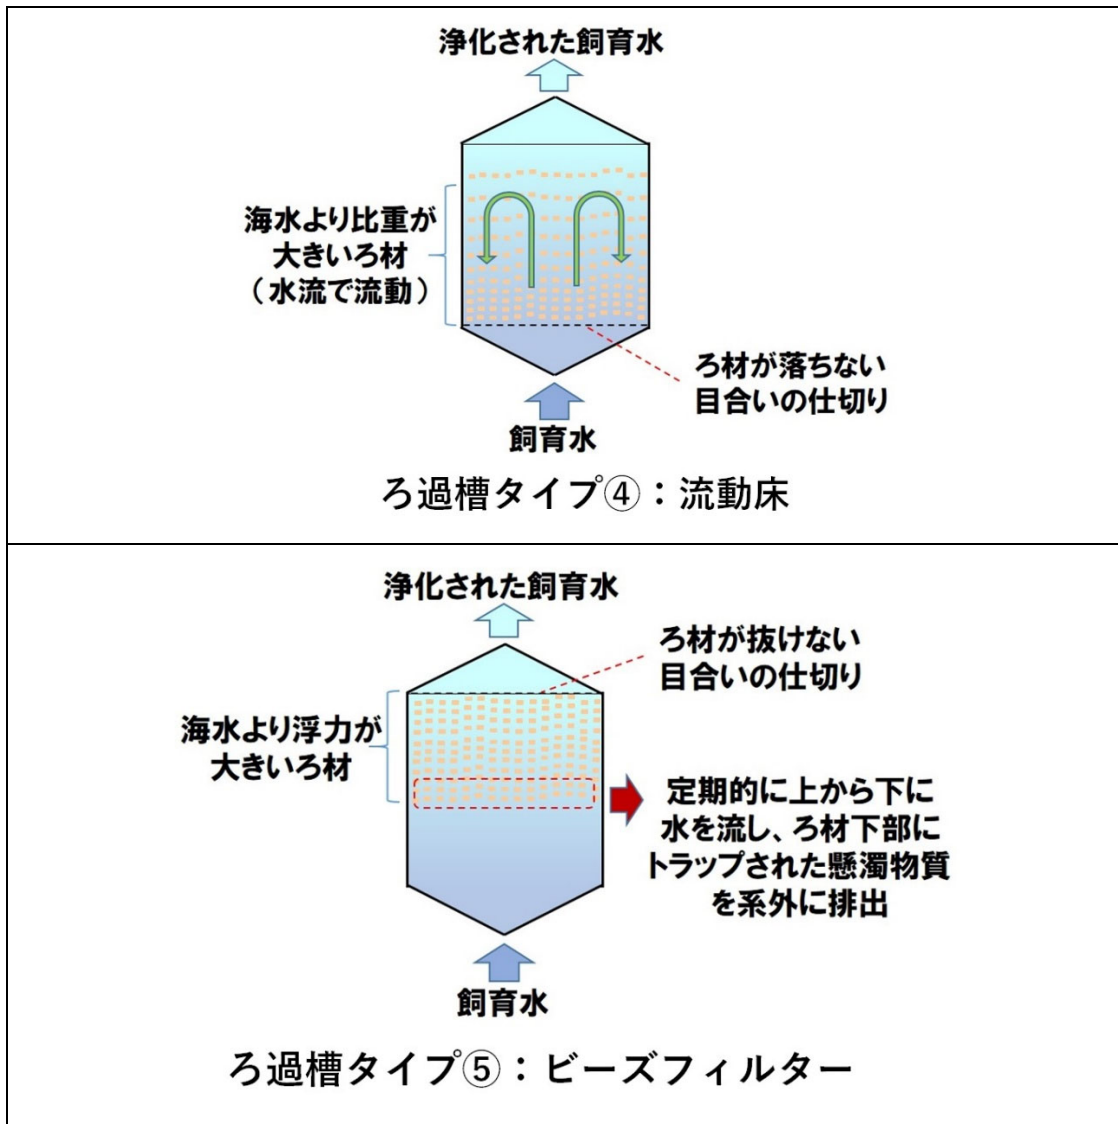 浄化された飼育水
海水より比重が
大きいろ材
（水流で流動）
ろ材が落ちない
目合いの仕切り
飼育水
ろ過槽タイプ④：流動床
浄化された飼育水
ろ材が抜けない
目合いの仕切り
海水より浮力が
大きいろ材
定期的に上から下に
水を流し、ろ材下部に
トラップされた懸濁物質
を系外に排出
飼育水
ろ過槽タイプ⑤：ビーズフィルター